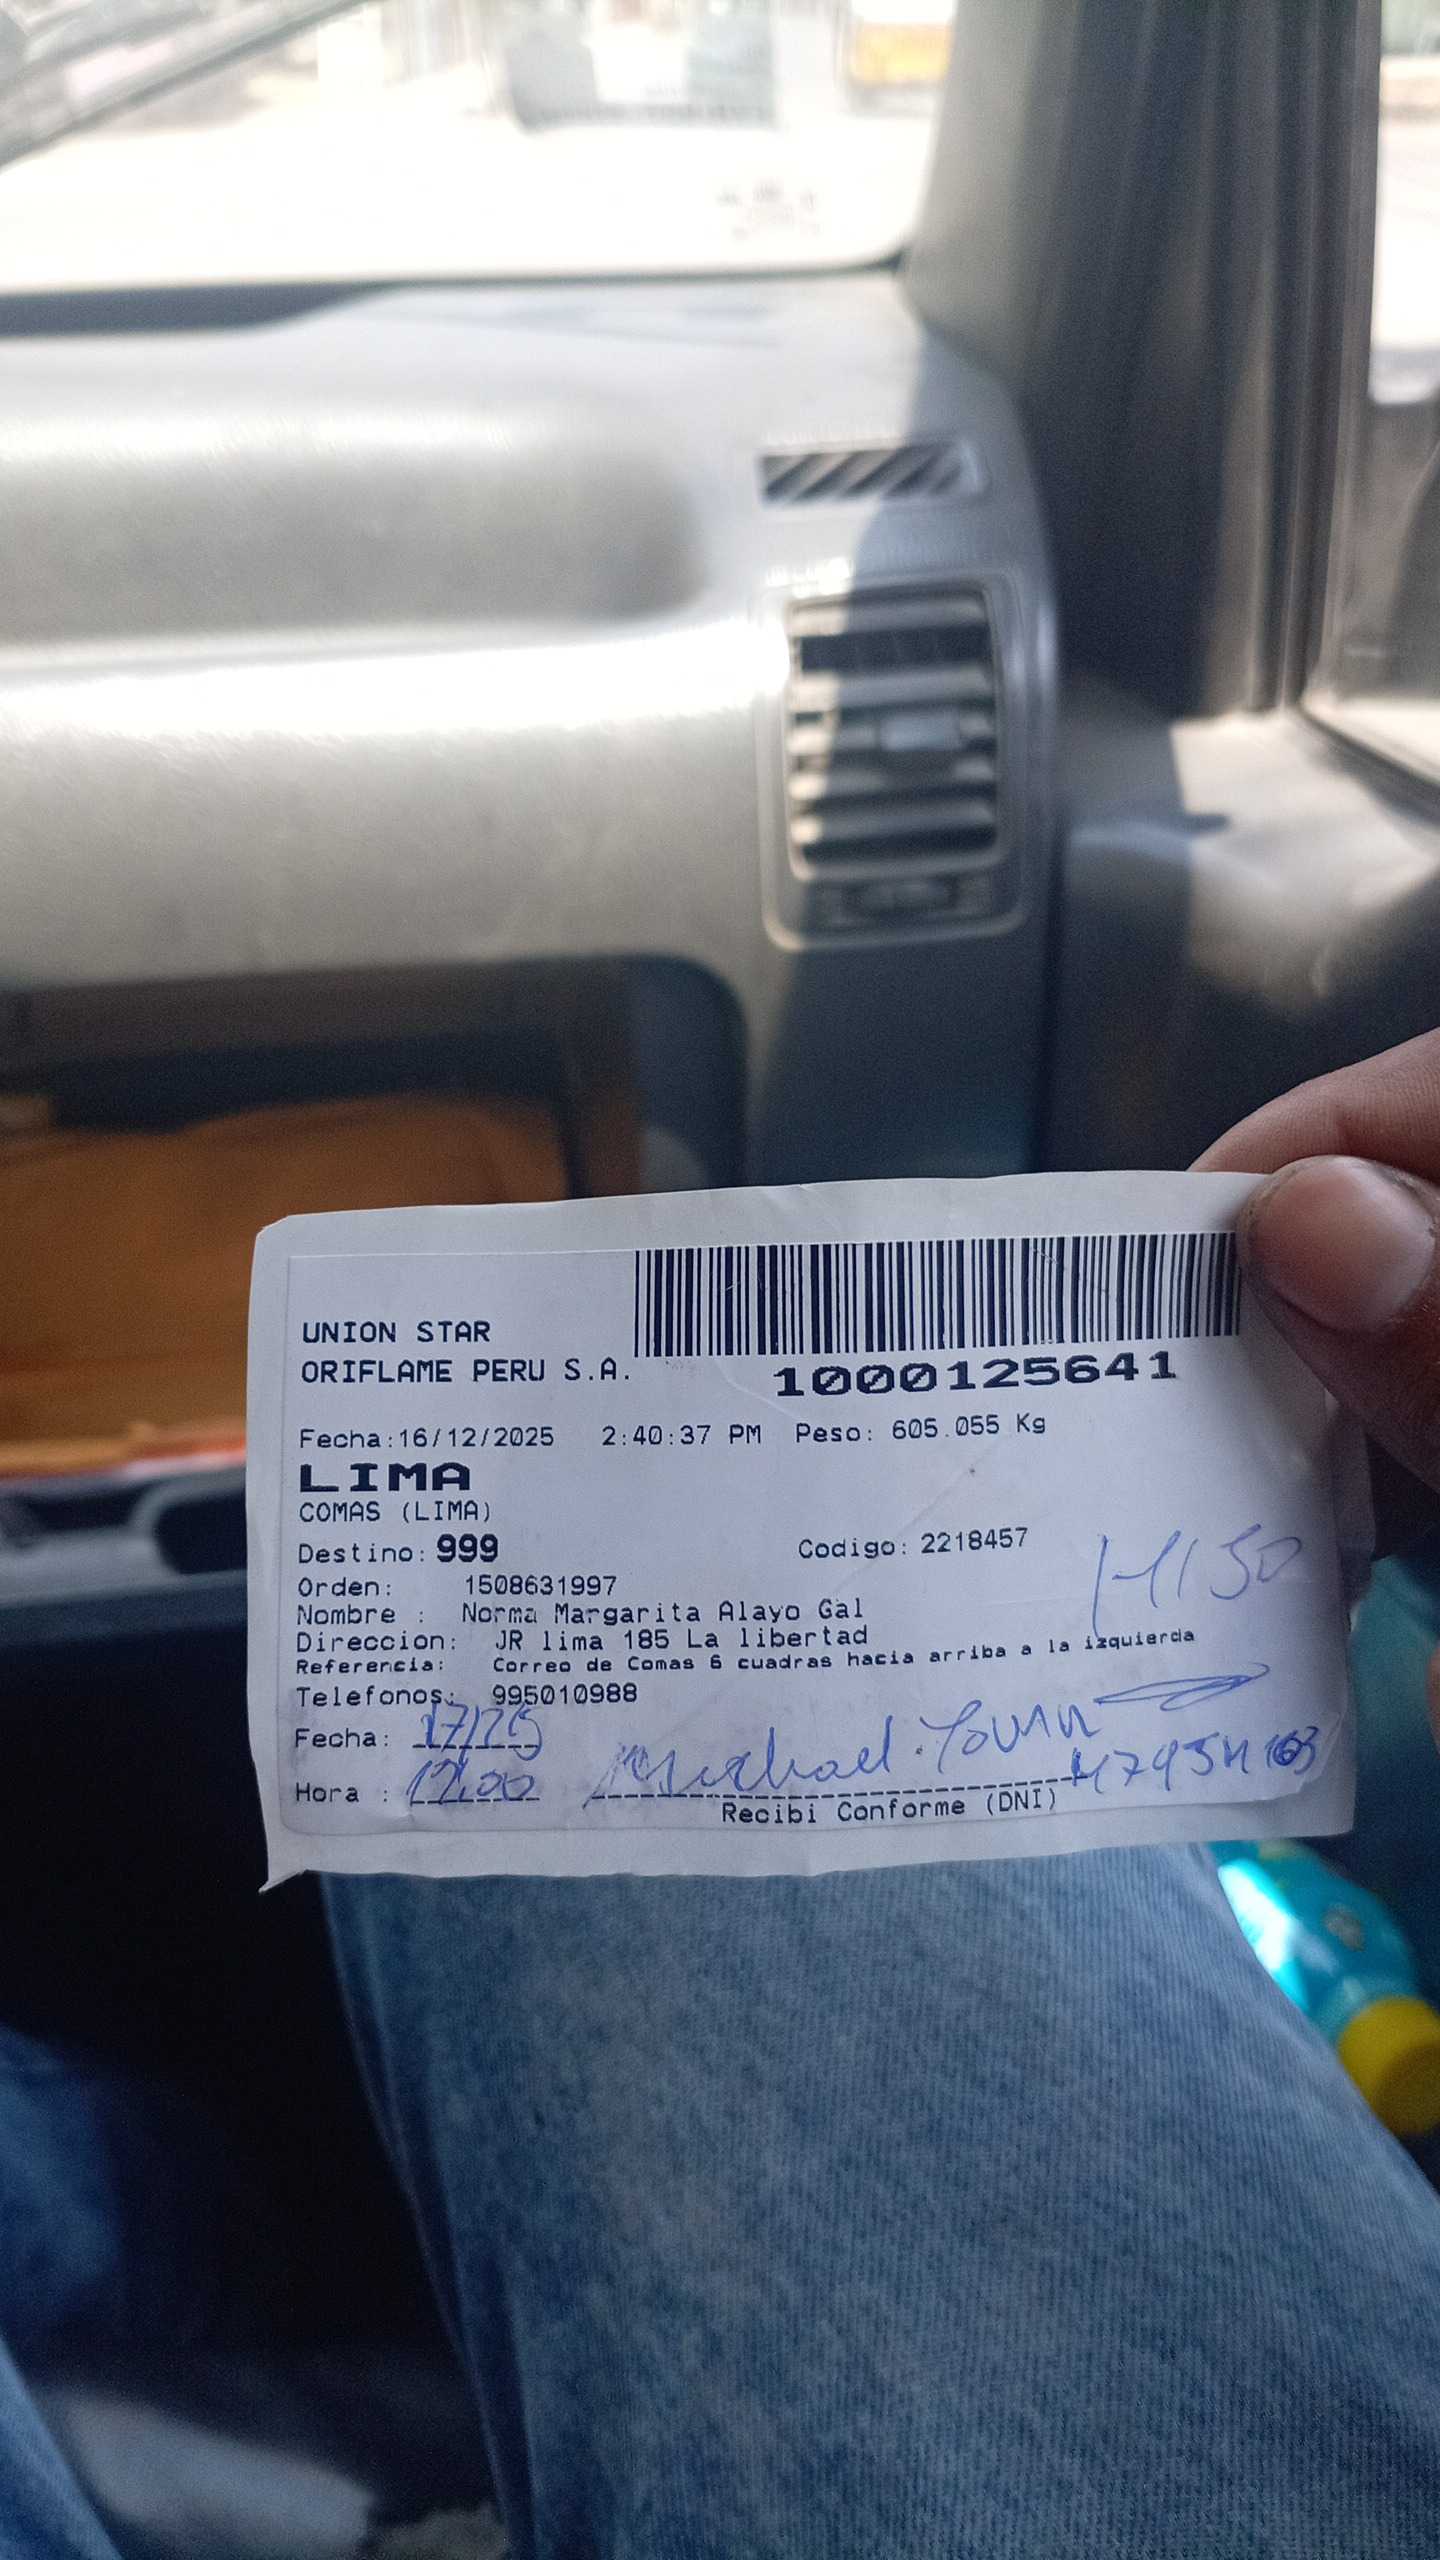 UNION STAR
ORIFLAME PERU S.A.
1000125641
Fecha:16/12/2025 2:40:37 PM Peso: 605.055 Kg
LIMA
COMAS (LIMA)
Destino: 999 Codigo: 2218457
Orden: 1508631997
Nombre : Norma Margarita Alayo Gal
Direccion: JR lima 185 La libertad
Referencia: Correo de Comas 6 cuadras hacia arriba a la izquierda
Telefonos: 995010988
Fecha:
Hora : Michael
Recibi Conforme (DNI)